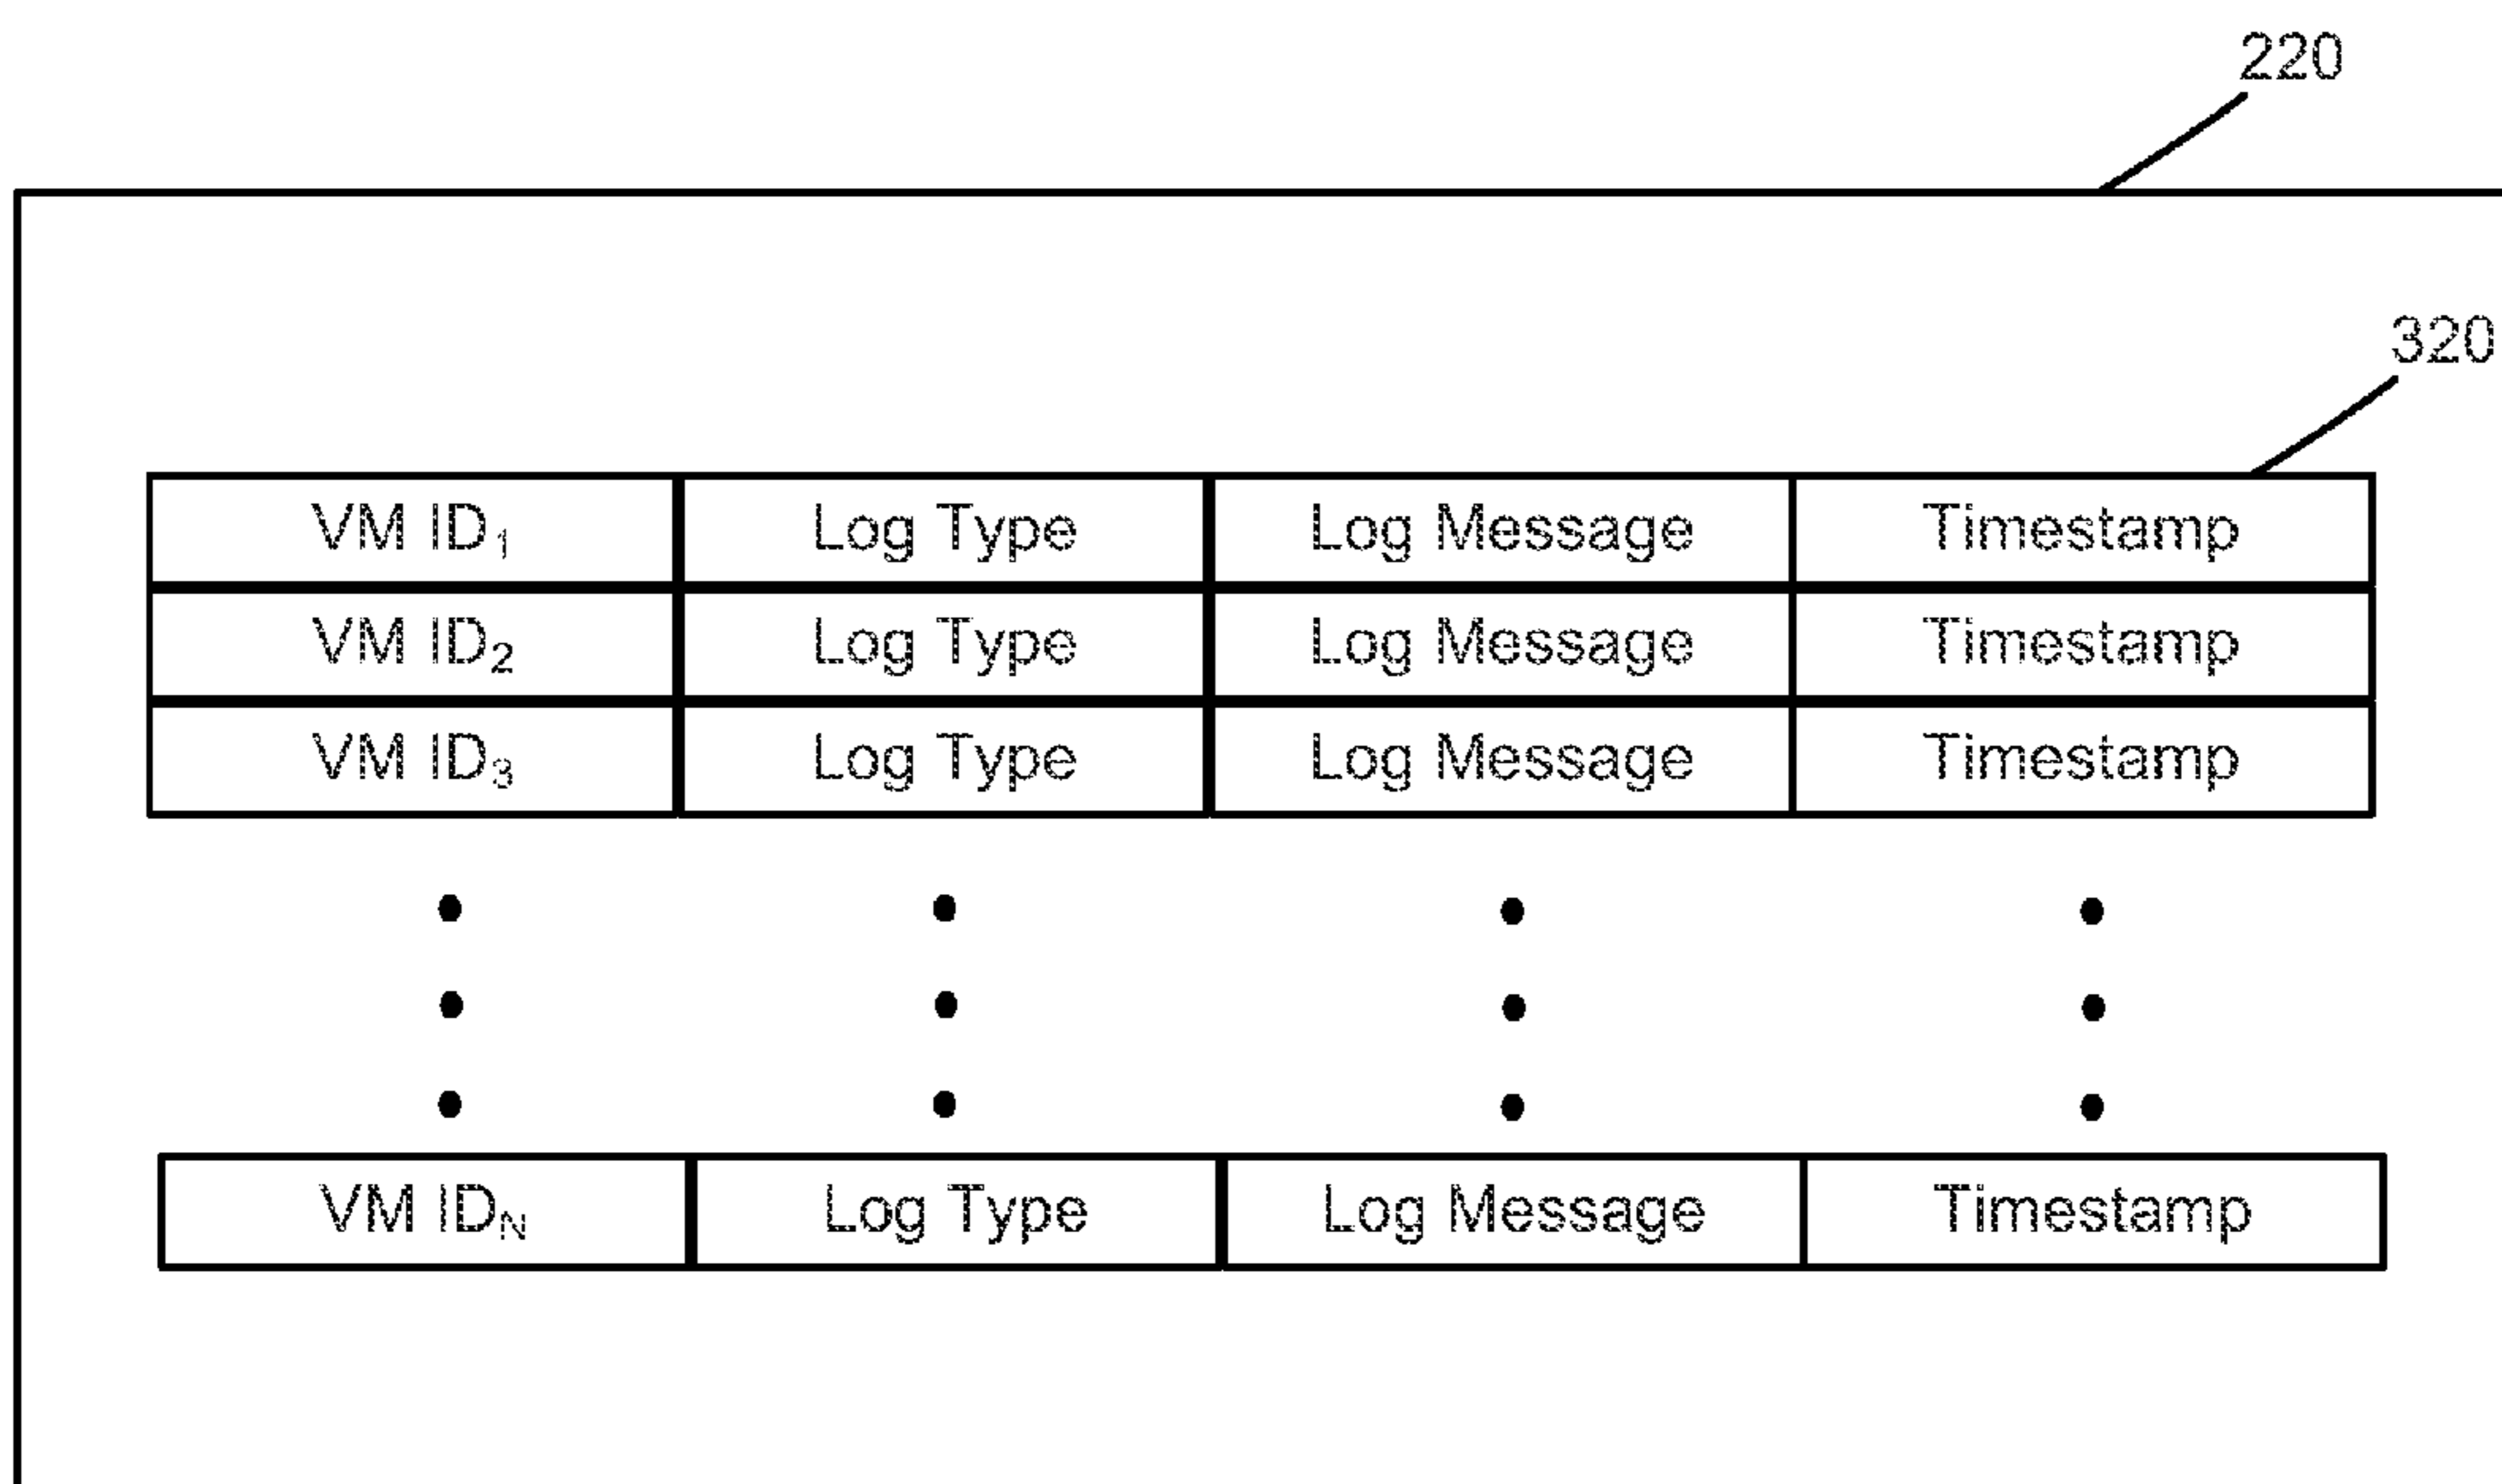 220
320
VM ID₁ Log Type Log Message Timestamp
VM ID₂ Log Type Log Message Timestamp
VM ID₃ Log Type Log Message Timestamp
VM ID_N Log Type Log Message Timestamp